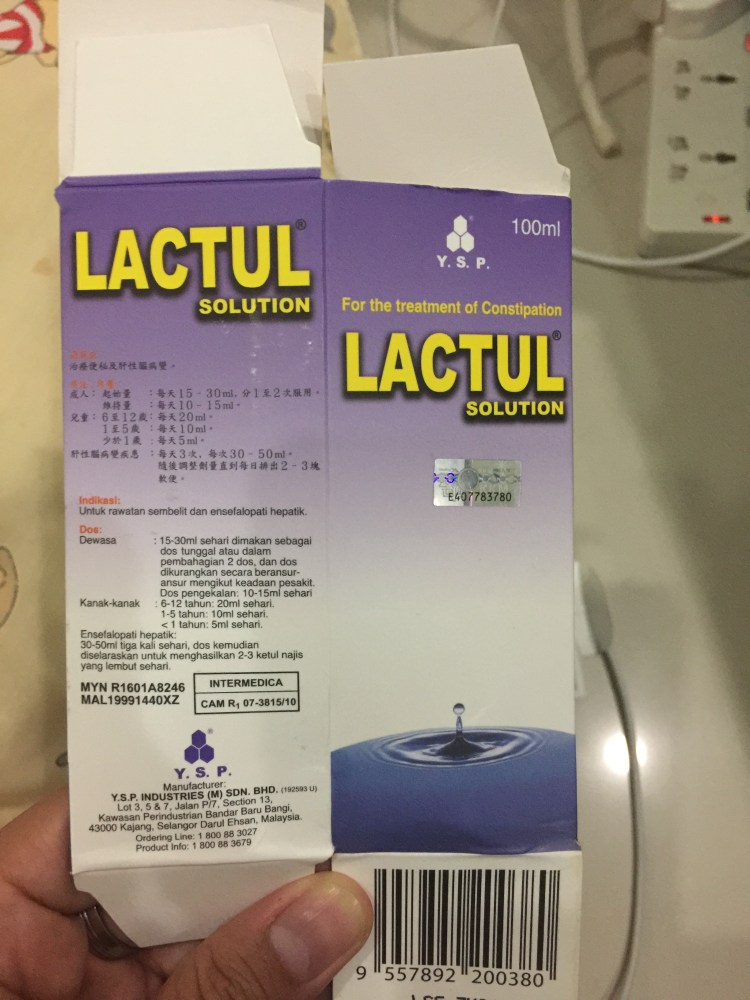 LACTUL®
SOLUTION
治療便秘及肝性腦病變。
成人: 起始量 : 每天15 - 30ml, 分1至2次服用。
維持量 : 每天10 - 15ml。
兒童: 6至12歲: 每天20ml。
1至5歲 : 每天10ml。
少於1歲 : 每天5ml。
肝性腦病變疾患 : 每天3次, 每次30 - 50ml。
隨後調整劑量直到每日排出2 - 3塊
軟便。
Indikasi:
Untuk rawatan sembelit dan ensefalopati hepatik.
Dos:
Dewasa : 15-30ml sehari dimakan sebagai
dos tunggal atau dalam
pembahagian 2 dos, dan dos
dikurangkan secara beransur-
ansur mengikut keadaan pesakit.
Dos pengekalan: 10-15ml sehari
Kanak-kanak : 6-12 tahun: 20ml sehari.
1-5 tahun: 10ml sehari.
< 1 tahun: 5ml sehari.
Ensefalopati hepatik:
30-50ml tiga kali sehari, dos kemudian
diselaraskan untuk menghasilkan 2-3 ketul najis
yang lembut sehari.
MYN R1601A8246
MAL19991440XZ
INTERMEDICA
CAM R1 07-3815/10
Y. S. P.
Manufacturer:
Y.S.P. INDUSTRIES (M) SDN. BHD. (192593 U)
Lot 3, 5 & 7, Jalan P/7, Section 13,
Kawasan Perindustrian Bandar Baru Bangi,
43000 Kajang, Selangor Darul Ehsan, Malaysia.
Ordering Line: 1 800 88 3027
Product Info: 1 800 88 3679
100ml
Y. S. P.
For the treatment of Constipation
LACTUL®
SOLUTION
E407783780
9 557892 200380